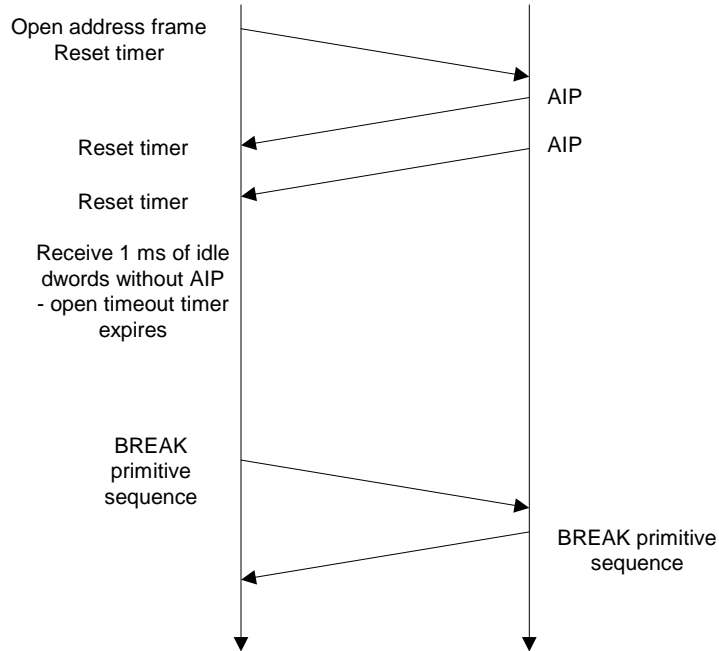 Open address frame
Reset timer
AIP
Reset timer
AIP
Reset timer
Receive 1 ms of idle
dwords without AIP
- open timeout timer
expires
BREAK
primitive
sequence
BREAK primitive
sequence